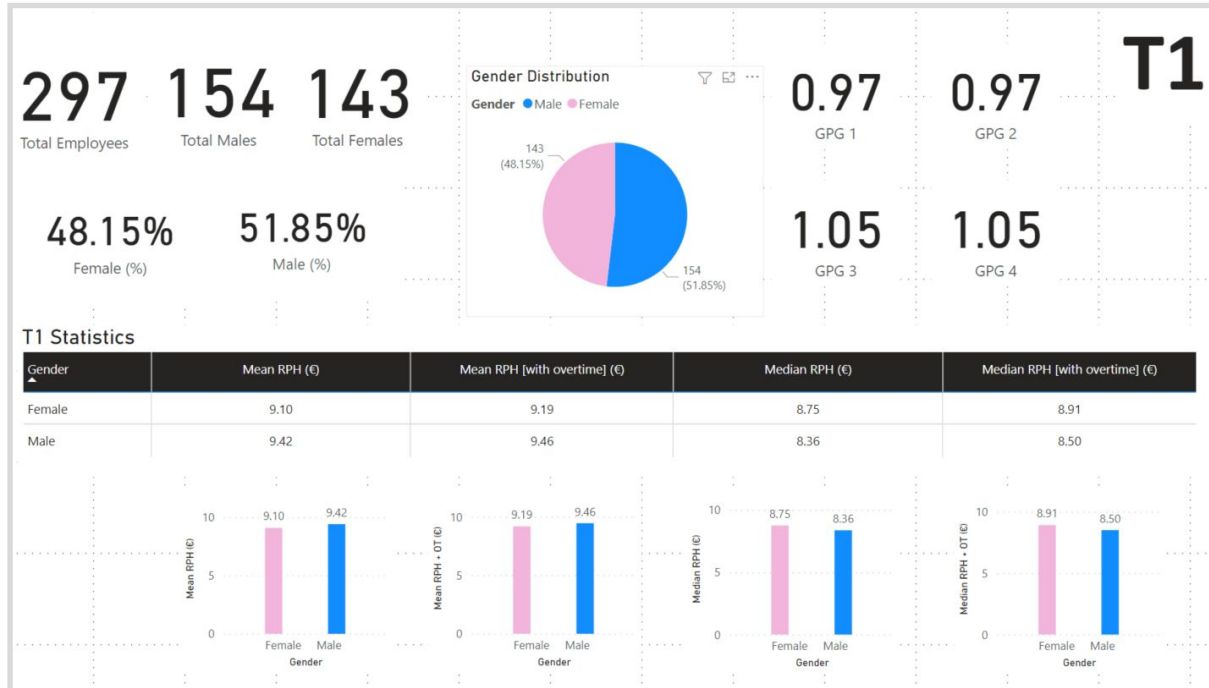 T1
297
Total Employees
154
Total Males
143
Total Females
48.15%
Female (%)
51.85%
Male (%)
Gender Distribution
Gender Male Female
143
(48.15%)
154
(51.85%)
0.97
GPG 1
0.97
GPG 2
1.05
GPG 3
1.05
GPG 4
T1 Statistics
Gender Mean RPH (€) Mean RPH [with overtime] (€) Median RPH (€) Median RPH [with overtime] (€)
Female 9.10 9.19 8.75 8.91
Male 9.42 9.46 8.36 8.50
Mean RPH (€)
10
5
0
9.10
9.42
Female Male
Gender
Mean RPH + OT (€)
10
5
0
9.19
9.46
Female Male
Gender
Median RPH (€)
10
5
0
8.75
8.36
Female Male
Gender
Median RPH + OT (€)
10
5
0
8.91
8.50
Female Male
Gender